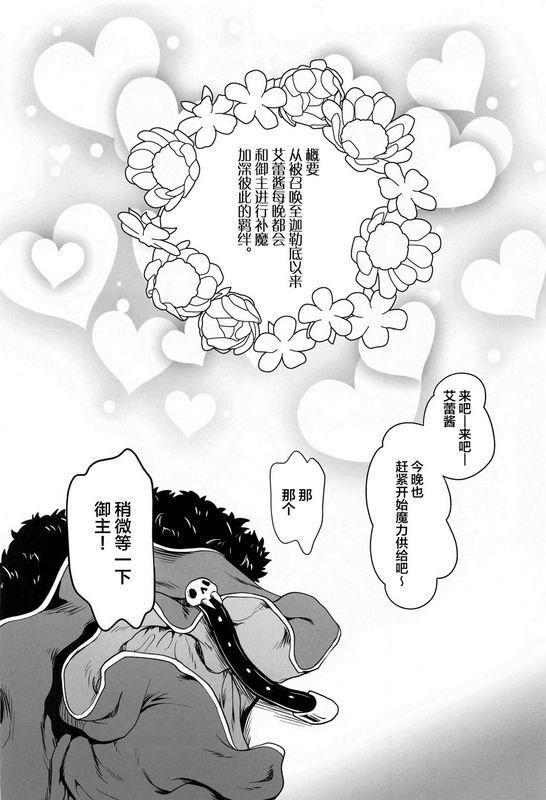 概要
从被召唤至迦勒底以来
艾蕾酱每晚都会
和御主进行补魔
加深彼此的羁绊。
来吧—来吧—
艾蕾酱
今晚也
赶紧开始魔力供给吧～
那
那个
稍微等一下
御主！